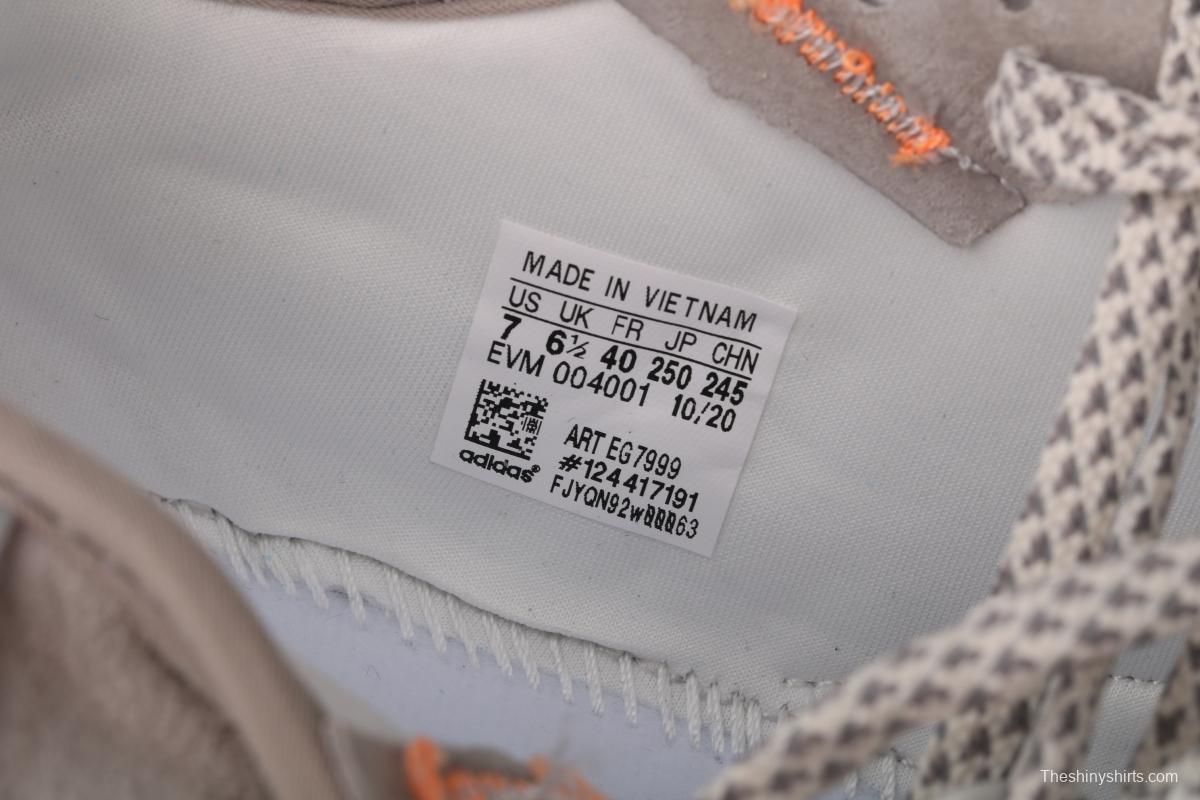 MADE IN VIETNAM
US UK FR JP CHN
7 6½ 40 250 245
EVM 004001 10/20
ART EG7999
#124417191
adidas®
Theshinyshirts.com